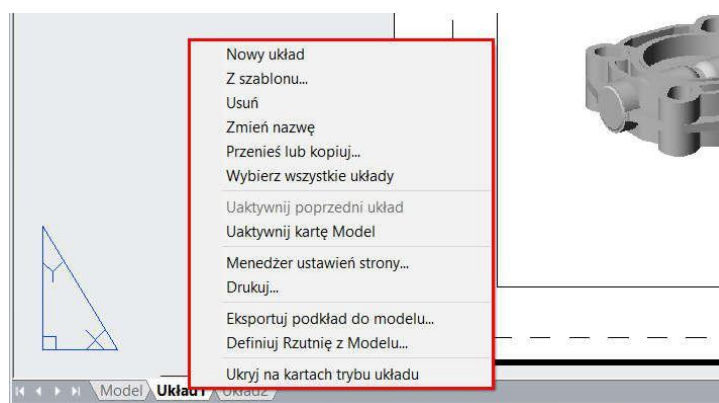 Nowy układ
Z szablonu...
Usuń
Zmień nazwę
Przenieś lub kopiuj...
Wybierz wszystkie układy
Uaktywnij poprzedni układ
Uaktywnij kartę Model
Menedżer ustawień strony...
Drukuj...
Eksportuj podkład do modelu...
Definiuj Rzutnię z Modelu...
Ukryj na kartach trybu układu
Y
X
Model Układ1 Układ2